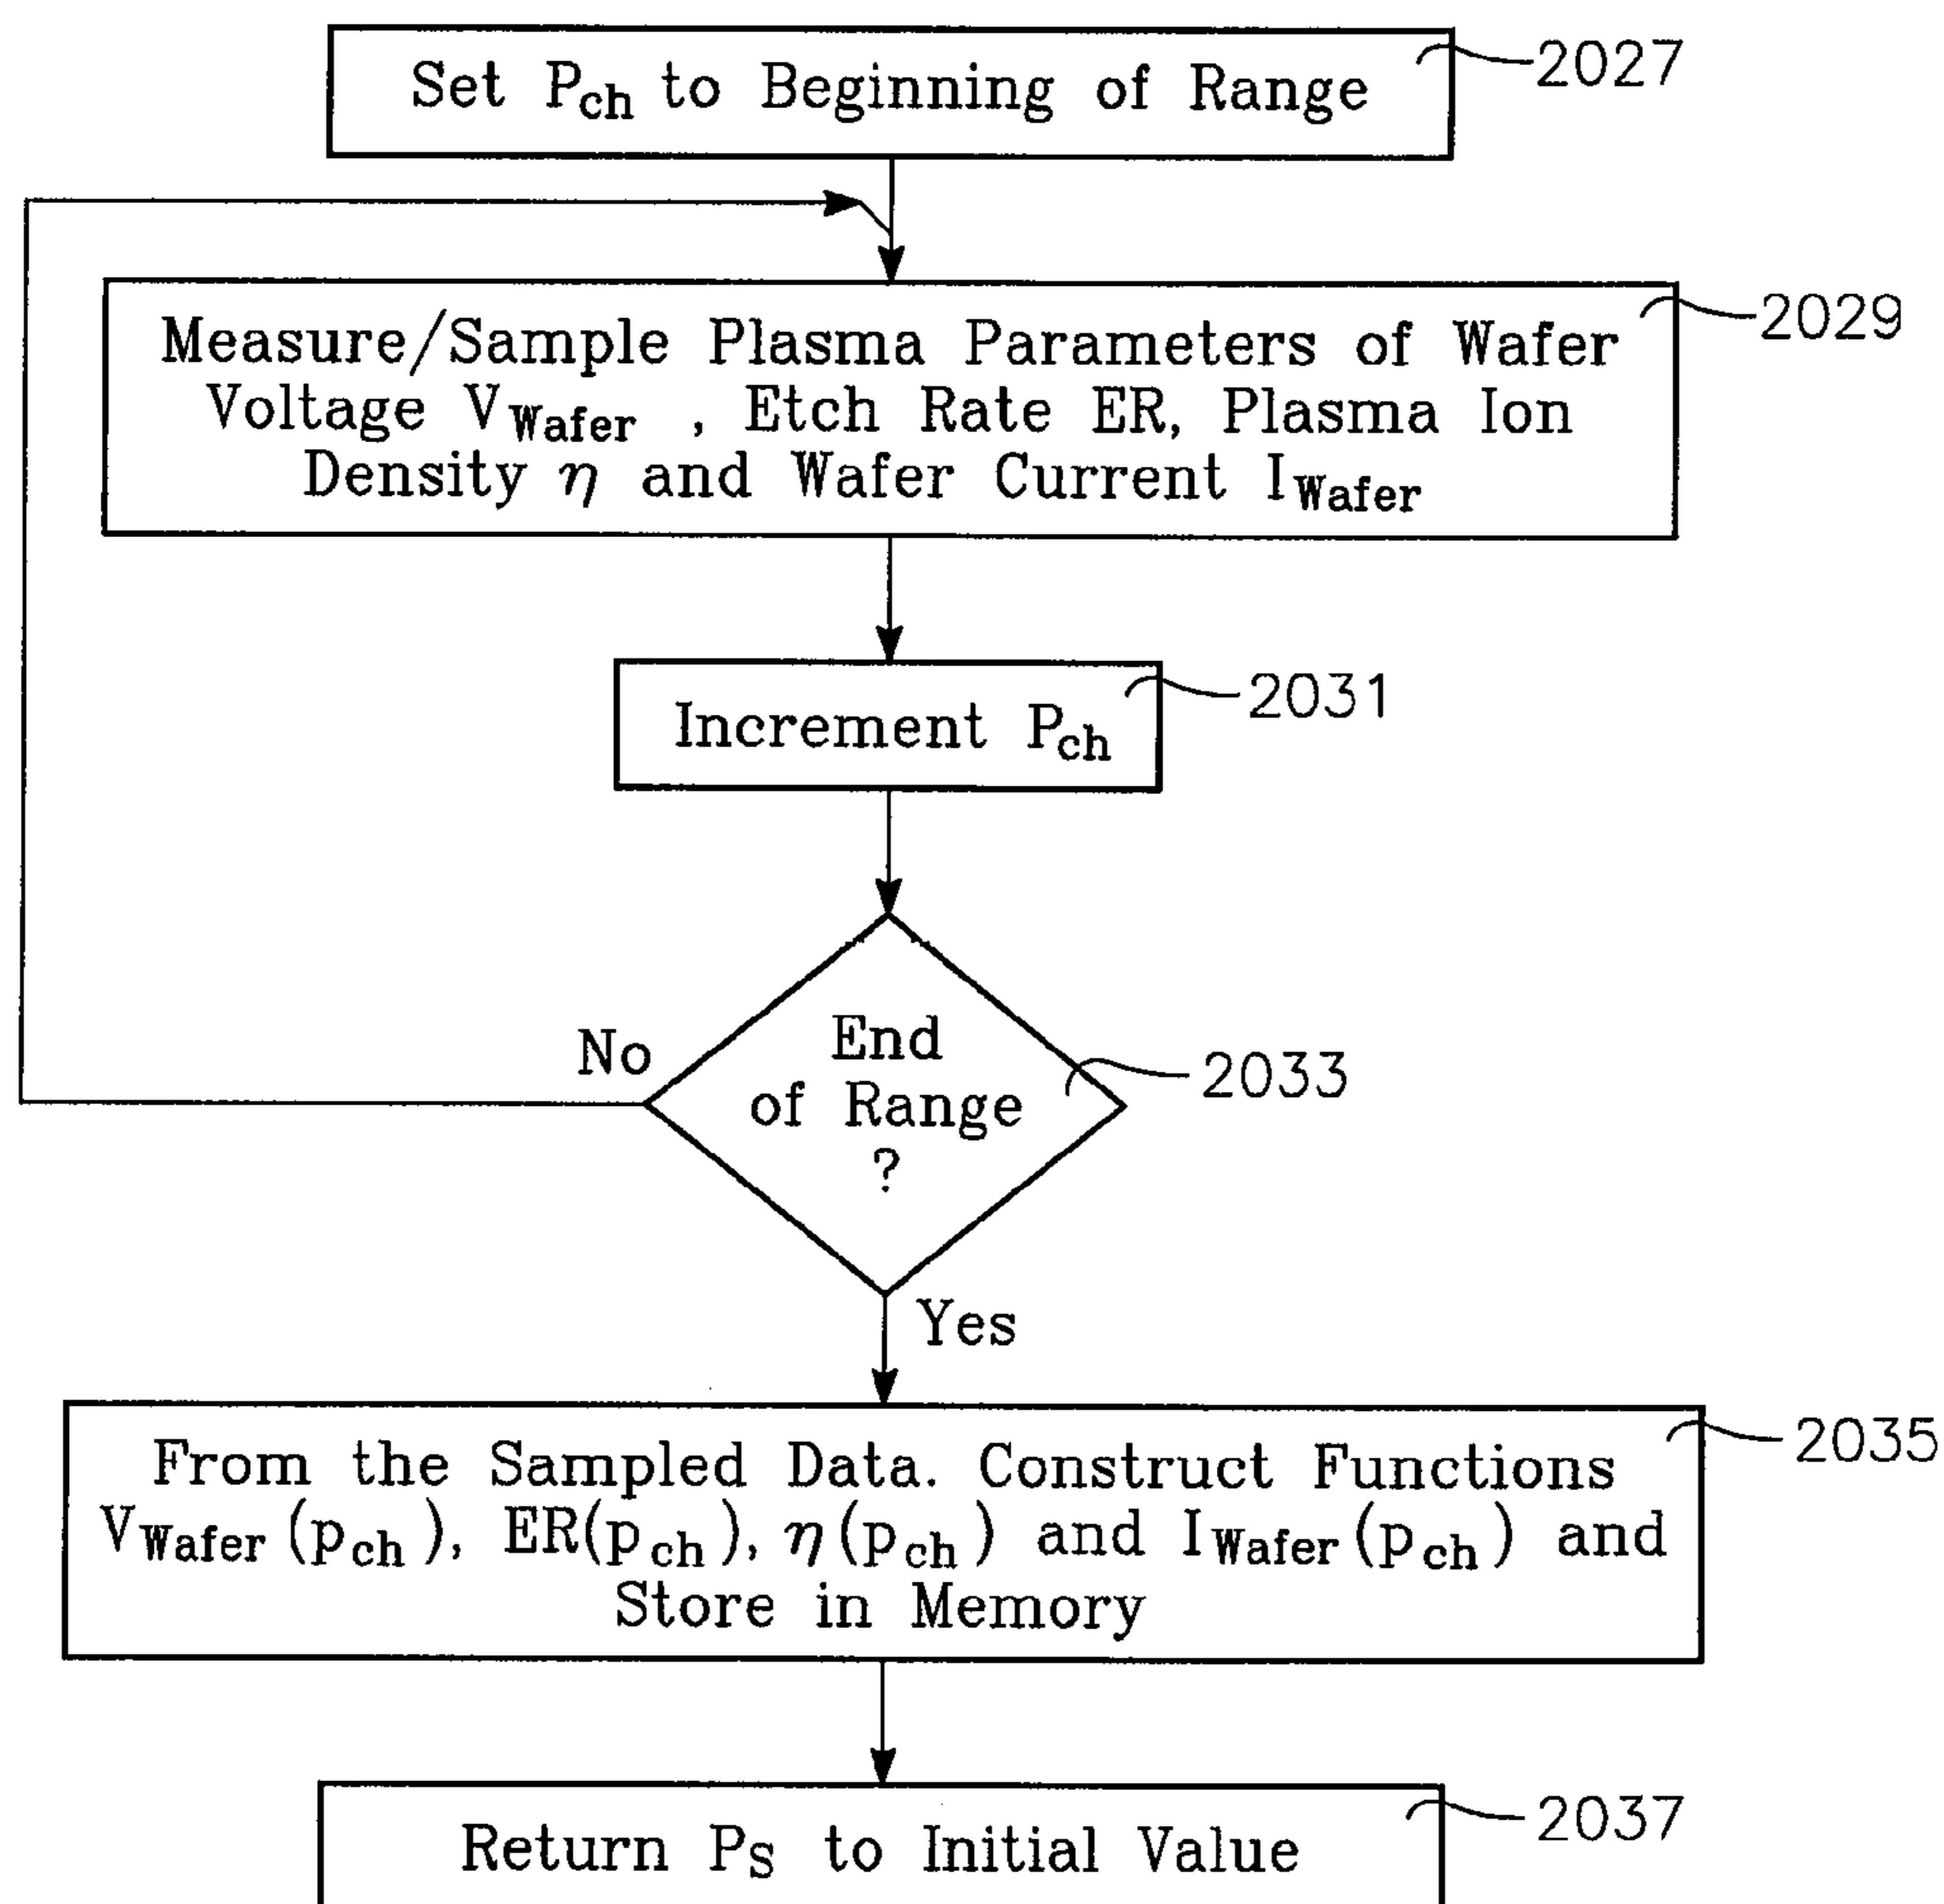 Set Pch to Beginning of Range
2027
Measure/Sample Plasma Parameters of Wafer
Voltage VWafer , Etch Rate ER, Plasma Ion
Density η and Wafer Current IWafer
2029
Increment Pch
2031
End
of Range
?
2033
No
Yes
From the Sampled Data. Construct Functions
VWafer(pch), ER(pch), η(pch) and IWafer(pch) and
Store in Memory
2035
Return PS to Initial Value
2037